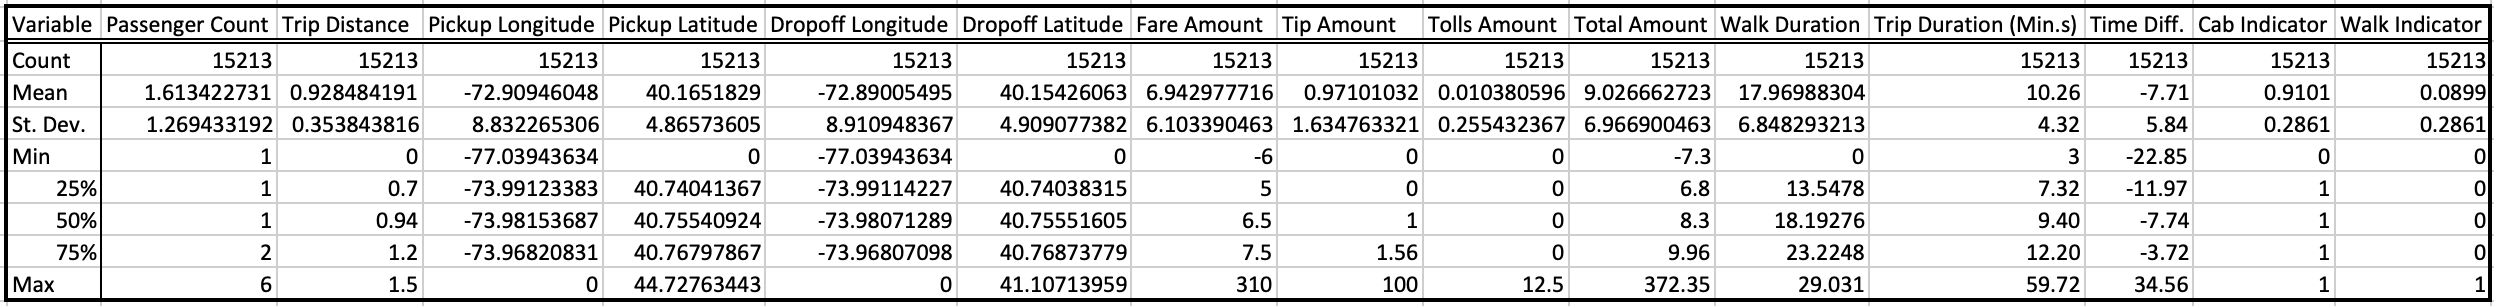 Variable Passenger Count Trip Distance Pickup Longitude Pickup Latitude Dropoff Longitude Dropoff Latitude Fare Amount Tip Amount Tolls Amount Total Amount Walk Duration Trip Duration (Min.s) Time Diff. Cab Indicator Walk Indicator
Count 15213 15213 15213 15213 15213 15213 15213 15213 15213 15213 15213 15213 15213 15213 15213
Mean 1.613422731 0.928484191 -72.90946048 40.1651829 -72.89005495 40.15426063 6.942977716 0.97101032 0.010380596 9.026662723 17.96988304 10.26 -7.71 0.9101 0.0899
St. Dev. 1.269433192 0.353843816 8.832265306 4.86573605 8.910948367 4.909077382 6.103390463 1.634763321 0.255432367 6.966900463 6.848293213 4.32 5.84 0.2861 0.2861
Min 1 0 -77.03943634 0 -77.03943634 0 -6 0 0 -7.3 0 3 -22.85 0 0
25% 1 0.7 -73.99123383 40.74041367 -73.99114227 40.74038315 5 0 0 6.8 13.5478 7.32 -11.97 1 0
50% 1 0.94 -73.98153687 40.75540924 -73.98071289 40.75551605 6.5 1 0 8.3 18.19276 9.40 -7.74 1 0
75% 2 1.2 -73.96820831 40.76797867 -73.96807098 40.76873779 7.5 1.56 0 9.96 23.2248 12.20 -3.72 1 0
Max 6 1.5 0 44.72763443 0 41.10713959 310 100 12.5 372.35 29.031 59.72 34.56 1 1